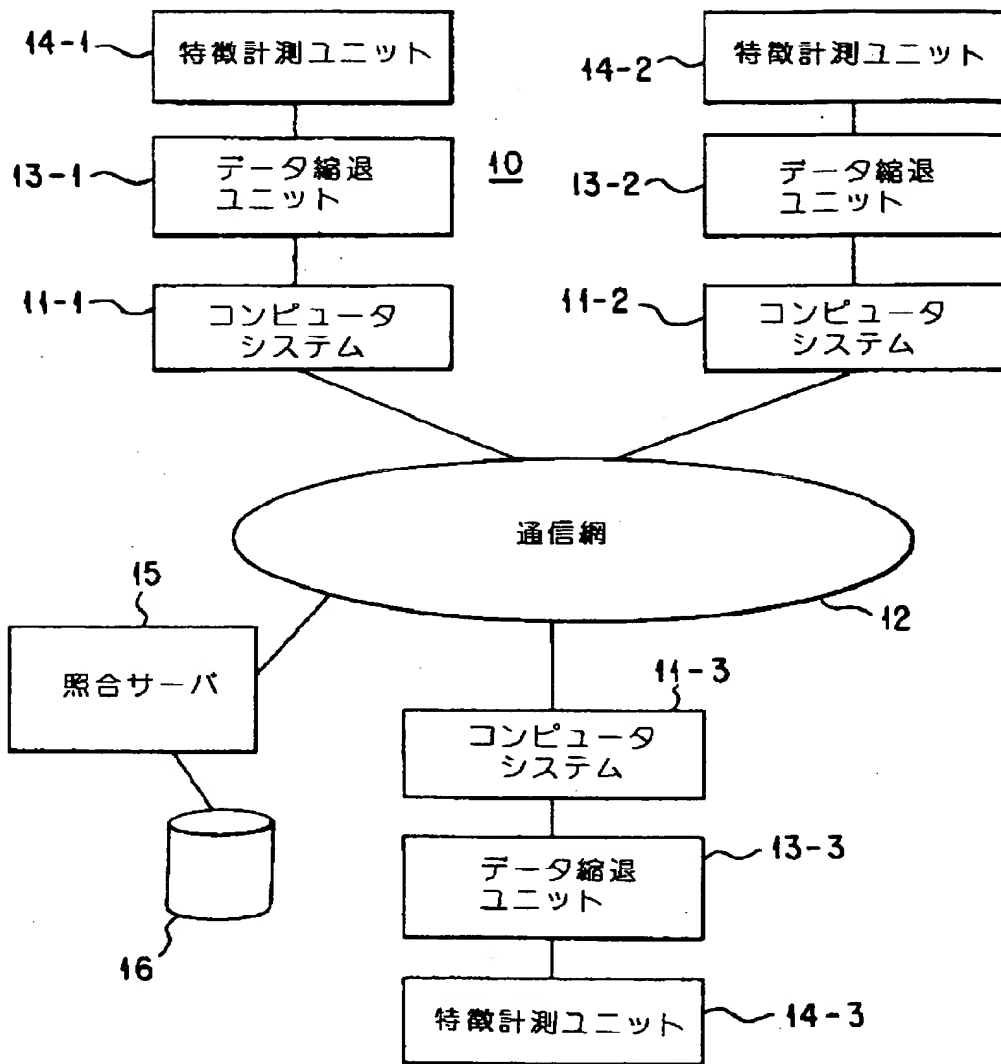 14-1
特徴計測ユニット
14-2
特徴計測ユニット
13-1
データ縮退
ユニット
10
13-2
データ縮退
ユニット
11-1
コンピュータ
システム
11-2
コンピュータ
システム
通信網
15
12
照合サーバ
11-3
コンピュータ
システム
13-3
データ縮退
ユニット
16
特徴計測ユニット
14-3